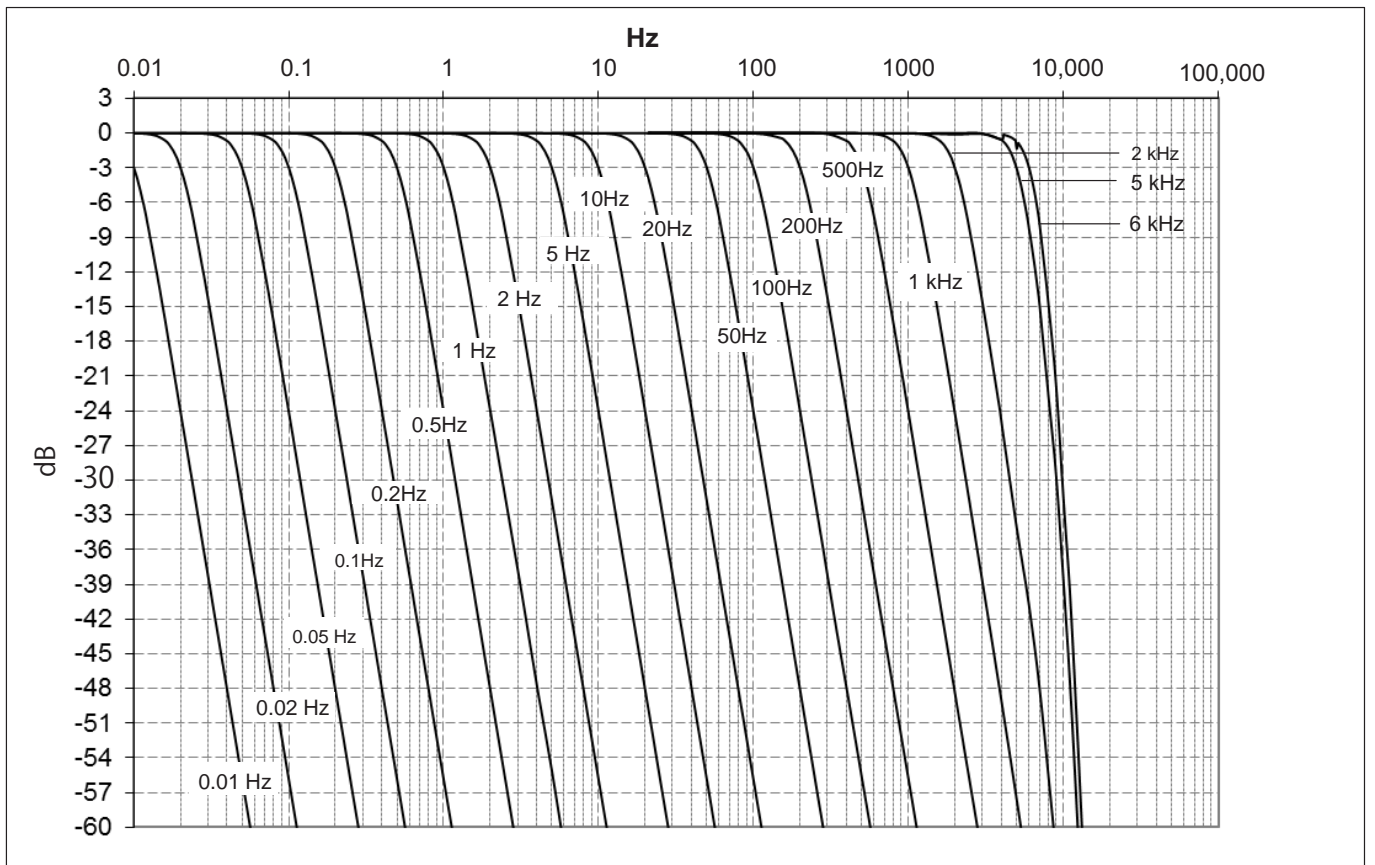 Hz
0.01 0.1 1 10 100 1000 10,000 100,000
3
0
-3
-6
-9
-12
-15
-18
-21
-24
-27
-30
-33
-36
-39
-42
-45
-48
-51
-54
-57
-60
dB
2 kHz
500Hz
5 kHz
10Hz
6 kHz
20Hz
200Hz
5 Hz
1 kHz
100Hz
2 Hz
50Hz
1 Hz
0.5Hz
0.2Hz
0.1Hz
0.05 Hz
0.02 Hz
0.01 Hz